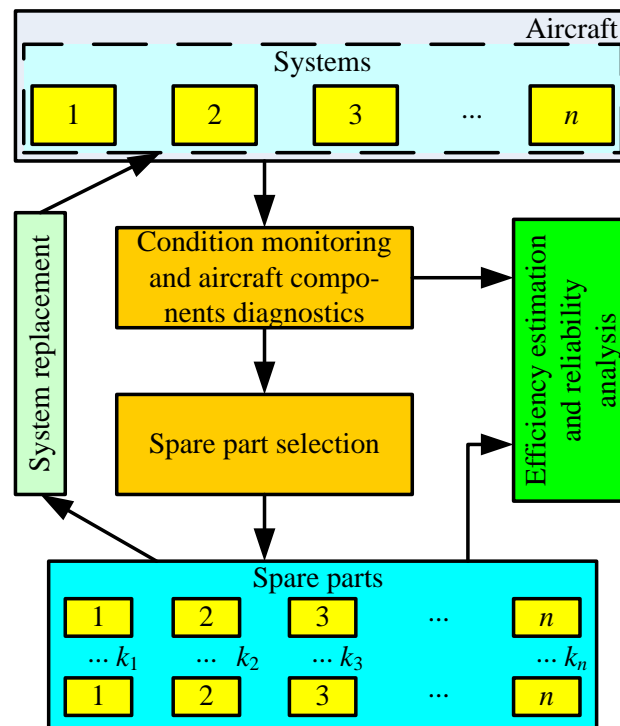 Aircraft
Systems
1 2 3 ... n
Condition monitoring
and aircraft compo-
nents diagnostics
System replacement
Efficiency estimation
and reliability
analysis
Spare part selection
Spare parts
1 2 3 ... n
... k1 ... k2 ... k3 ... kn
1 2 3 ... n